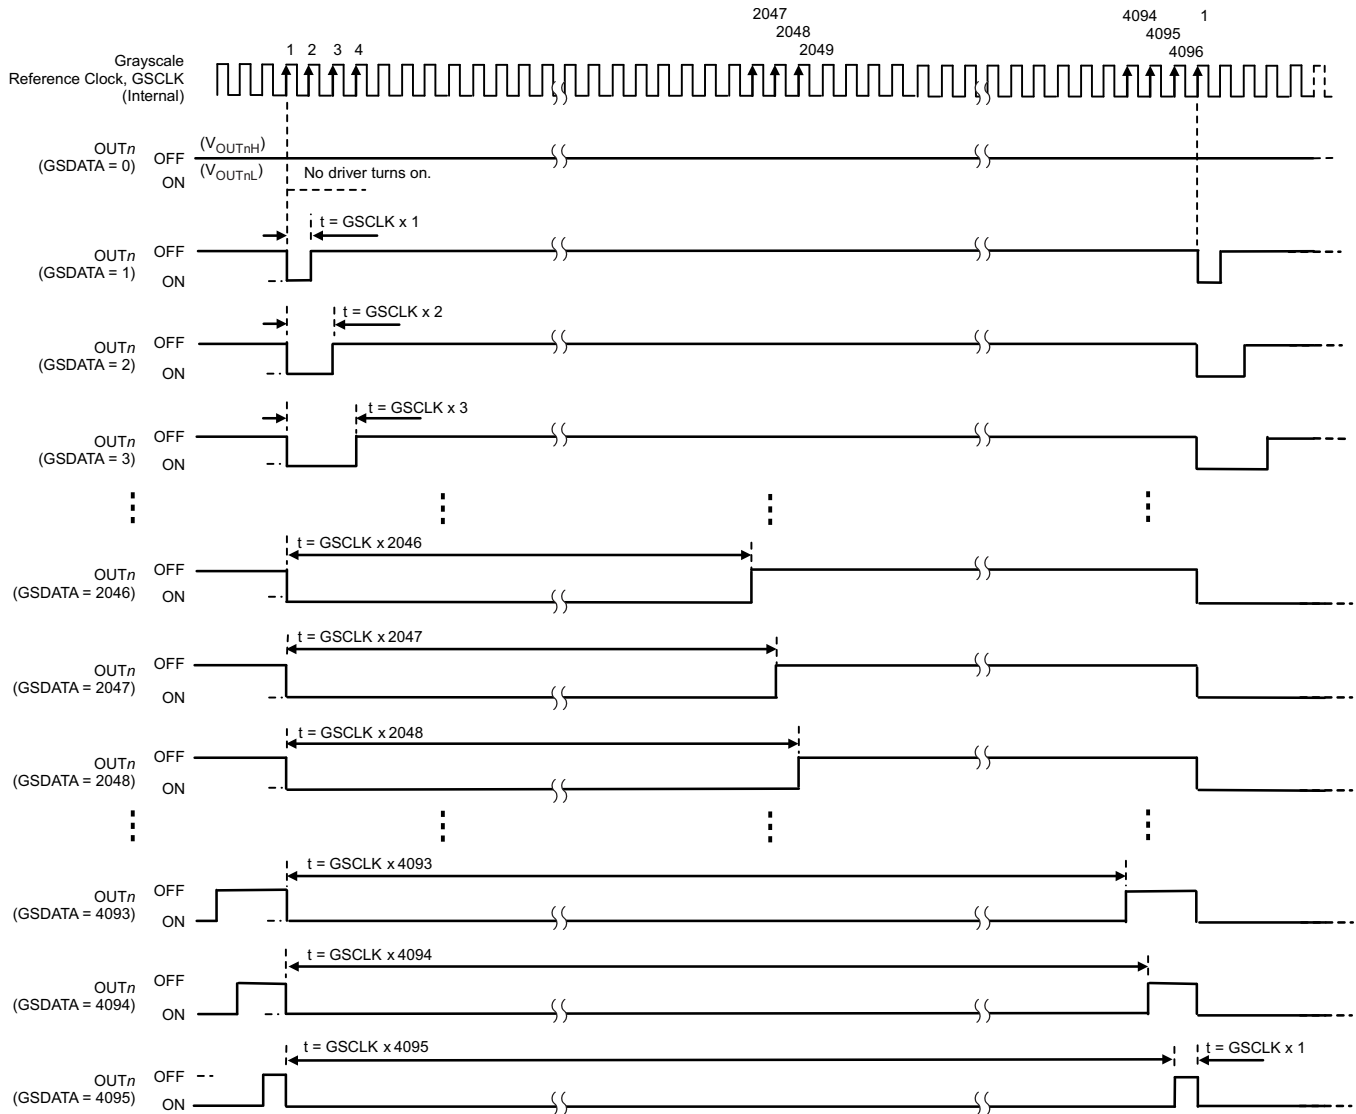 2047
2048
2049
4094 1
4095
4096
1 2 3 4
Grayscale
Reference Clock, GSCLK
(Internal)
OUTn
(GSDATA = 0)
OFF
ON
(VOUTnH)
(VOUTnL)
No driver turns on.
t = GSCLK x 1
OUTn
(GSDATA = 1)
OFF
ON
t = GSCLK x 2
OUTn
(GSDATA = 2)
OFF
ON
t = GSCLK x 3
OUTn
(GSDATA = 3)
OFF
ON
t = GSCLK x 2046
OUTn
(GSDATA = 2046)
OFF
ON
t = GSCLK x 2047
OUTn
(GSDATA = 2047)
OFF
ON
t = GSCLK x 2048
OUTn
(GSDATA = 2048)
OFF
ON
t = GSCLK x 4093
OUTn
(GSDATA = 4093)
OFF
ON
t = GSCLK x 4094
OUTn
(GSDATA = 4094)
OFF
ON
t = GSCLK x 4095
t = GSCLK x 1
OUTn
(GSDATA = 4095)
OFF
ON